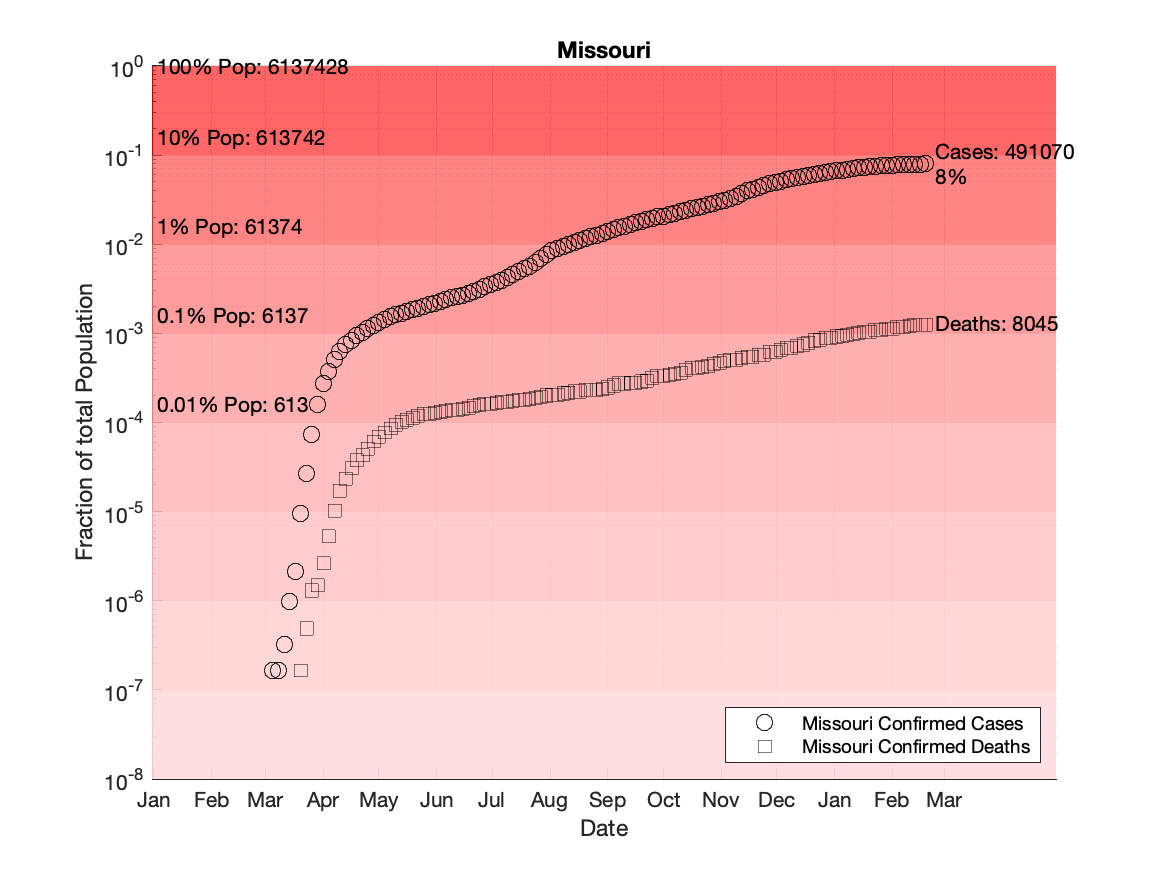 Missouri
10^0
100% Pop: 6137428
10% Pop: 613742
10^-1
Cases: 491070
8%
1% Pop: 61374
10^-2
0.1% Pop: 6137
Deaths: 8045
10^-3
0.01% Pop: 613
10^-4
10^-5
10^-6
10^-7
10^-8
Fraction of total Population
Missouri Confirmed Cases
Missouri Confirmed Deaths
Jan Feb Mar Apr May Jun Jul Aug Sep Oct Nov Dec Jan Feb Mar
Date